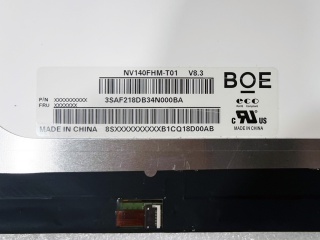 NV140FHM-T01 V8.3
BOE
P/N XXXXXXXXXX
FRU XXXXXXX
3SAF218DB34N000BA
eco
C US
MADE IN CHINA
8SXXXXXXXXXXB1CQ18D00AB